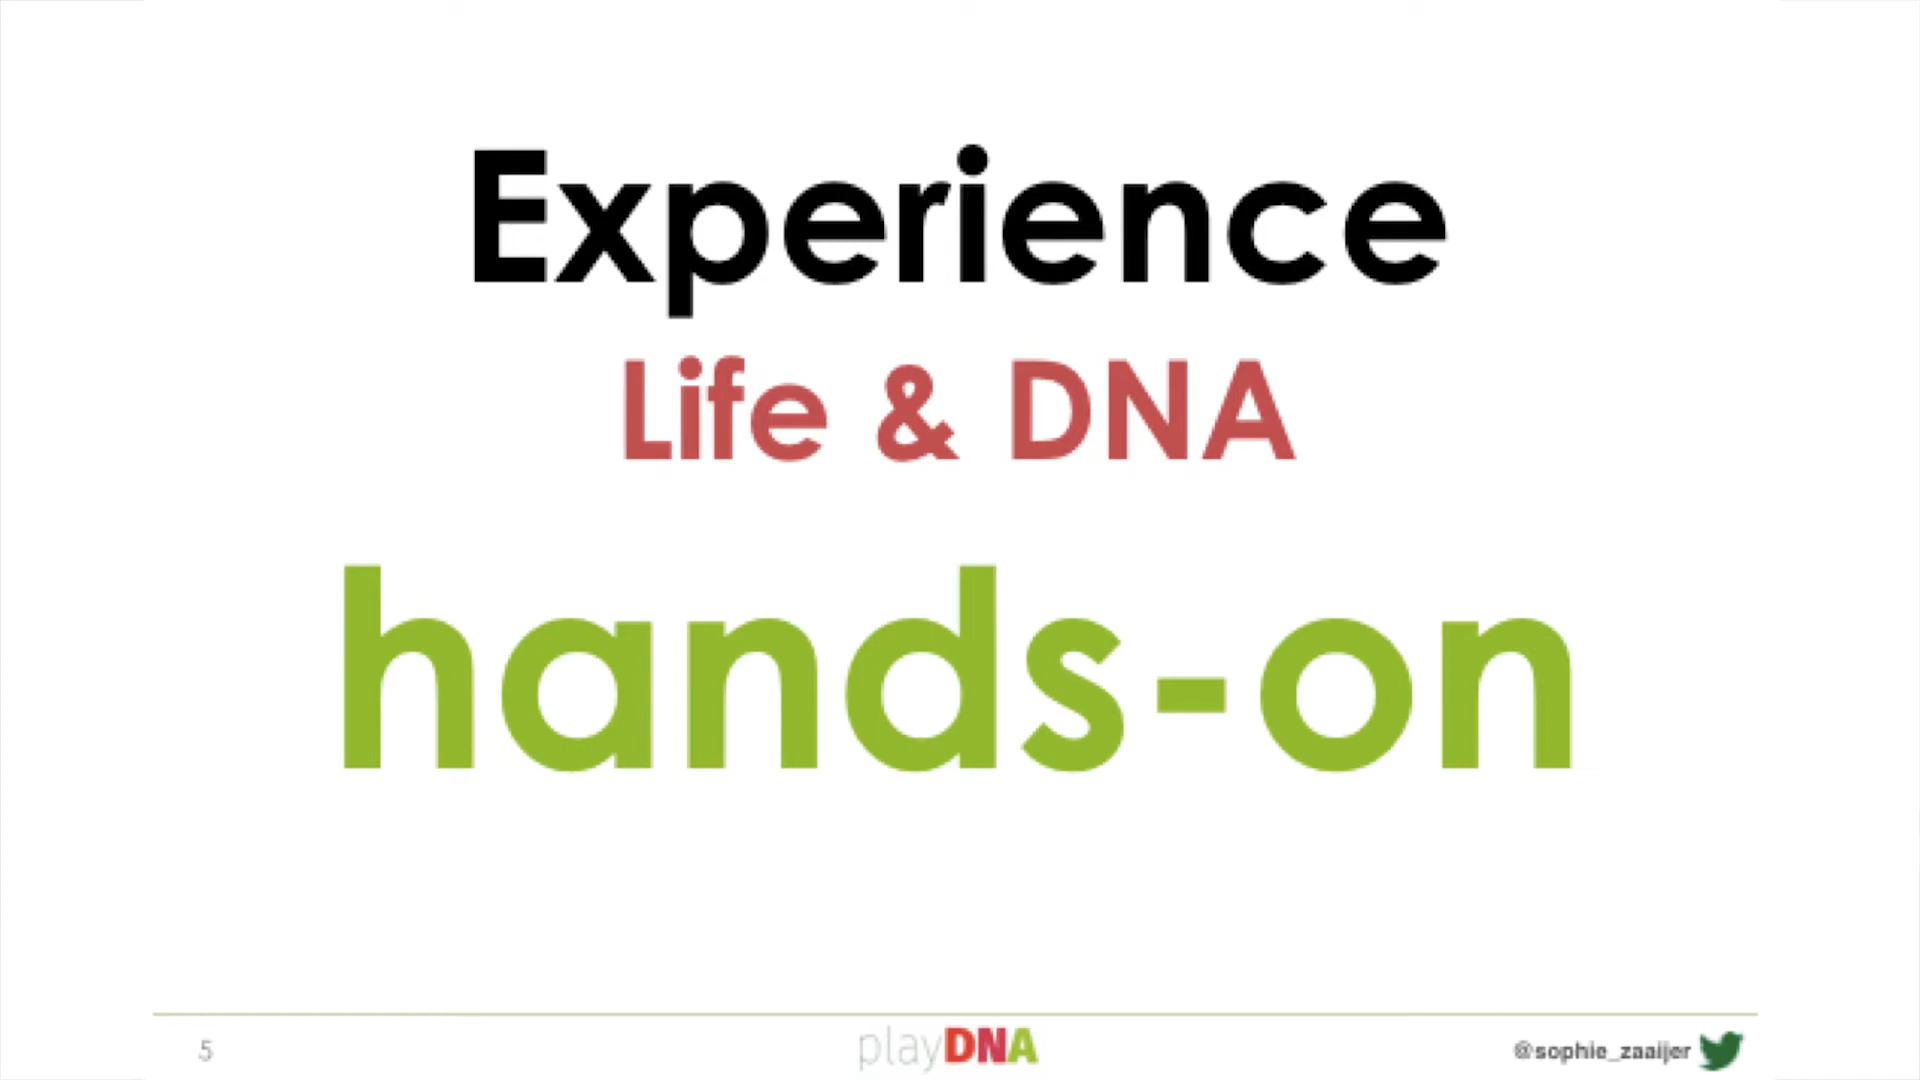 Experience
Life & DNA
hands-on
5
playDNA
@sophie_zaaijer